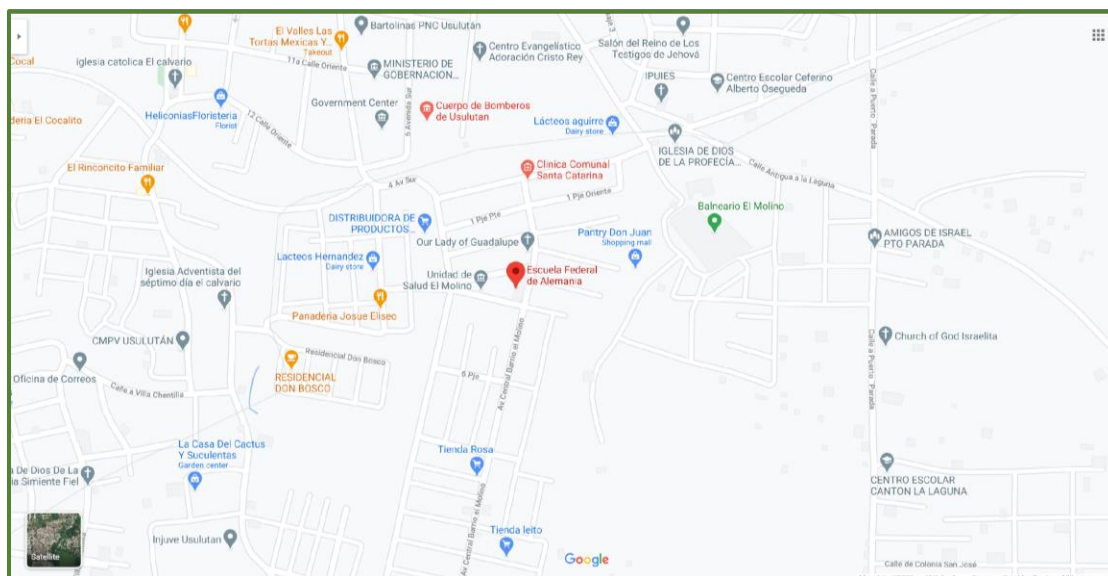 El Valles Las
Tortas Mexicas Y...
Takeout
Bartolinas PNC Usulután
Centro Evangelístico
Adoración Cristo Rey
Salón del Reino de Los
Testigos de Jehová
Cocal
Iglesia catolica El calvario
11a Calle Oriente
MINISTERIO DE
GOBERNACION...
IPUIES
Centro Escolar Ceferino
Alberto Osegueda
Calle a Puerto Parada
HeliconiasFloristeria
Florist
Government Center
5 Avenida Sur
Cuerpo de Bomberos
de Usulutan
Lácteos aguirre
Dairy store
dería El Cocalito
12 Calle Oriente
IGLESIA DE DIOS
DE LA PROFECÍA...
Calle Antigua a la Laguna
El Rinconcito Familiar
Clinica Comunal
Santa Catarina
4 Av Sur
1 Pje Oriente
Balneario El Molino
DISTRIBUIDORA DE
PRODUCTOS...
1 Pje Pte
Our Lady of Guadalupe
Pantry Don Juan
Shopping mall
AMIGOS DE ISRAEL
PTO PARADA
Lacteos Hernandez
Dairy store
Iglesia Adventista del
séptimo día el calvario
Unidad de
Salud El Molino
Escuela Federal
de Alemania
Panaderia Josue Eliseo
Av Central Barrio el Molino
CMPV USULUTÁN
Church of God Israelita
Residencial Don Bosco
Calle a Puerto Parada
Oficina de Correos
RESIDENCIAL
DON BOSCO
6 Pje
Calle a Villa Chentilla
La Casa Del Cactus
Y Suculentas
Garden center
Tienda Rosa
a De Dios De La
ia Simiente Fiel
CENTRO ESCOLAR
CANTON LA LAGUNA
Av Central Barrio el Molino
Satellite
Injuve Usulutan
Tienda leito
Google
Calle de Colonia San José